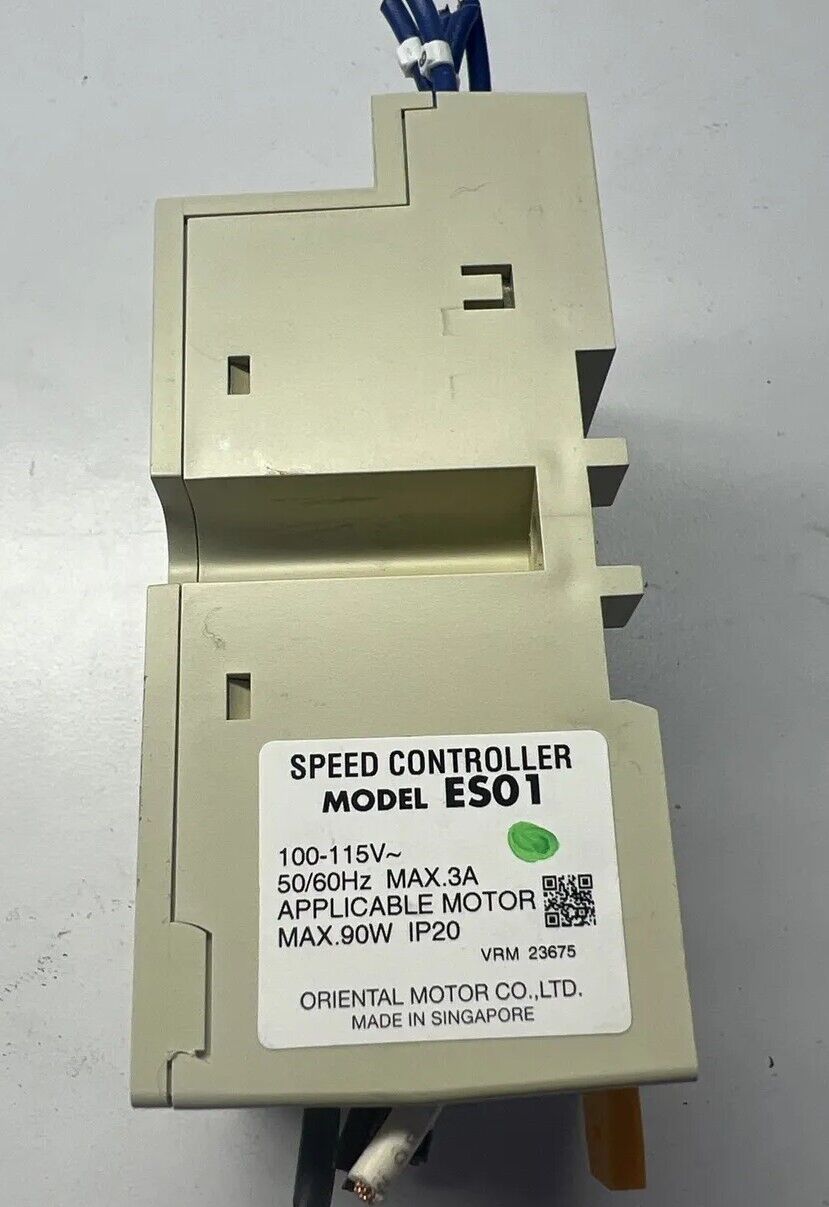 SPEED CONTROLLER
MODEL ES01
100-115V~
50/60Hz MAX.3A
APPLICABLE MOTOR
MAX.90W IP20
VRM 23675
ORIENTAL MOTOR CO.,LTD.
MADE IN SINGAPORE